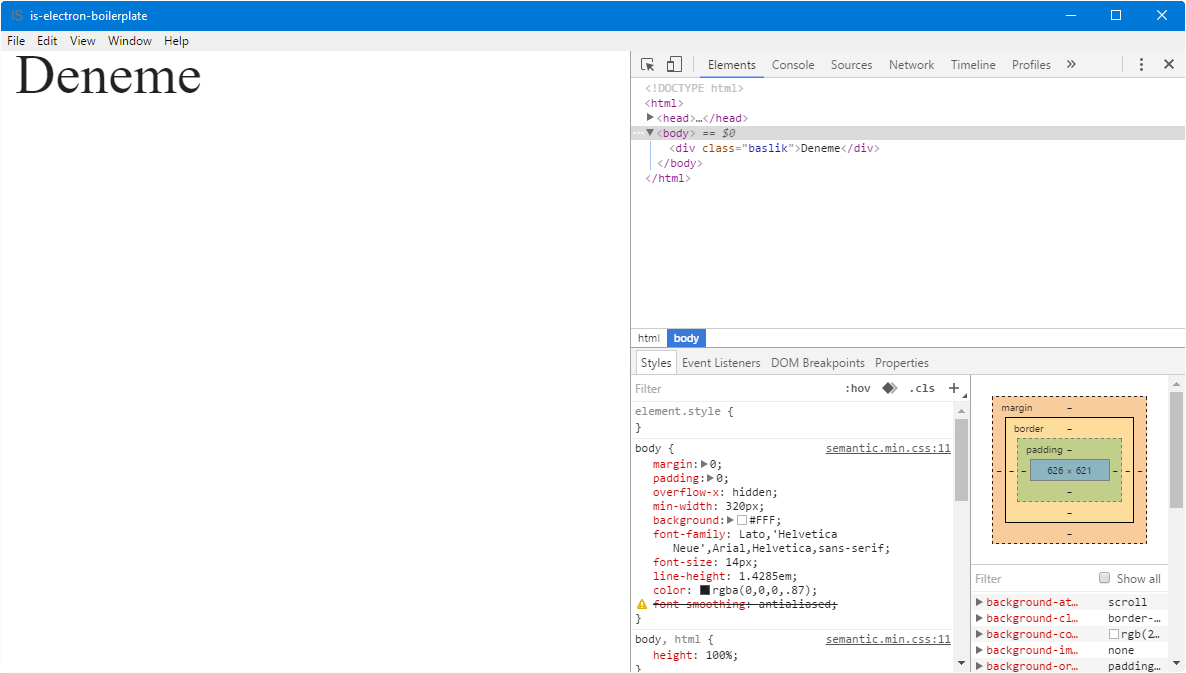 IS is-electron-boilerplate
File Edit View Window Help
Deneme
Elements Console Sources Network Timeline Profiles »
<!DOCTYPE html>
<html>
<head>…</head>
<body> == $0
<div class="baslik">Deneme</div>
</body>
</html>
html body
Styles Event Listeners DOM Breakpoints Properties
Filter :hov .cls +
element.style {
}
body { semantic.min.css:11
margin: 0;
padding: 0;
overflow-x: hidden;
min-width: 320px;
background: #FFF;
font-family: Lato,'Helvetica
Neue',Arial,Helvetica,sans-serif;
font-size: 14px;
line-height: 1.4285em;
color: rgba(0,0,0,.87);
font-smoothing: antialiased;
}
body, html { semantic.min.css:11
height: 100%;
}
margin –
border –
padding –
– – – 626 × 621 – – –
–
–
–
Filter Show all
background-at… scroll
background-cl… border-…
background-co… rgb(2…
background-im… none
background-or… padding…